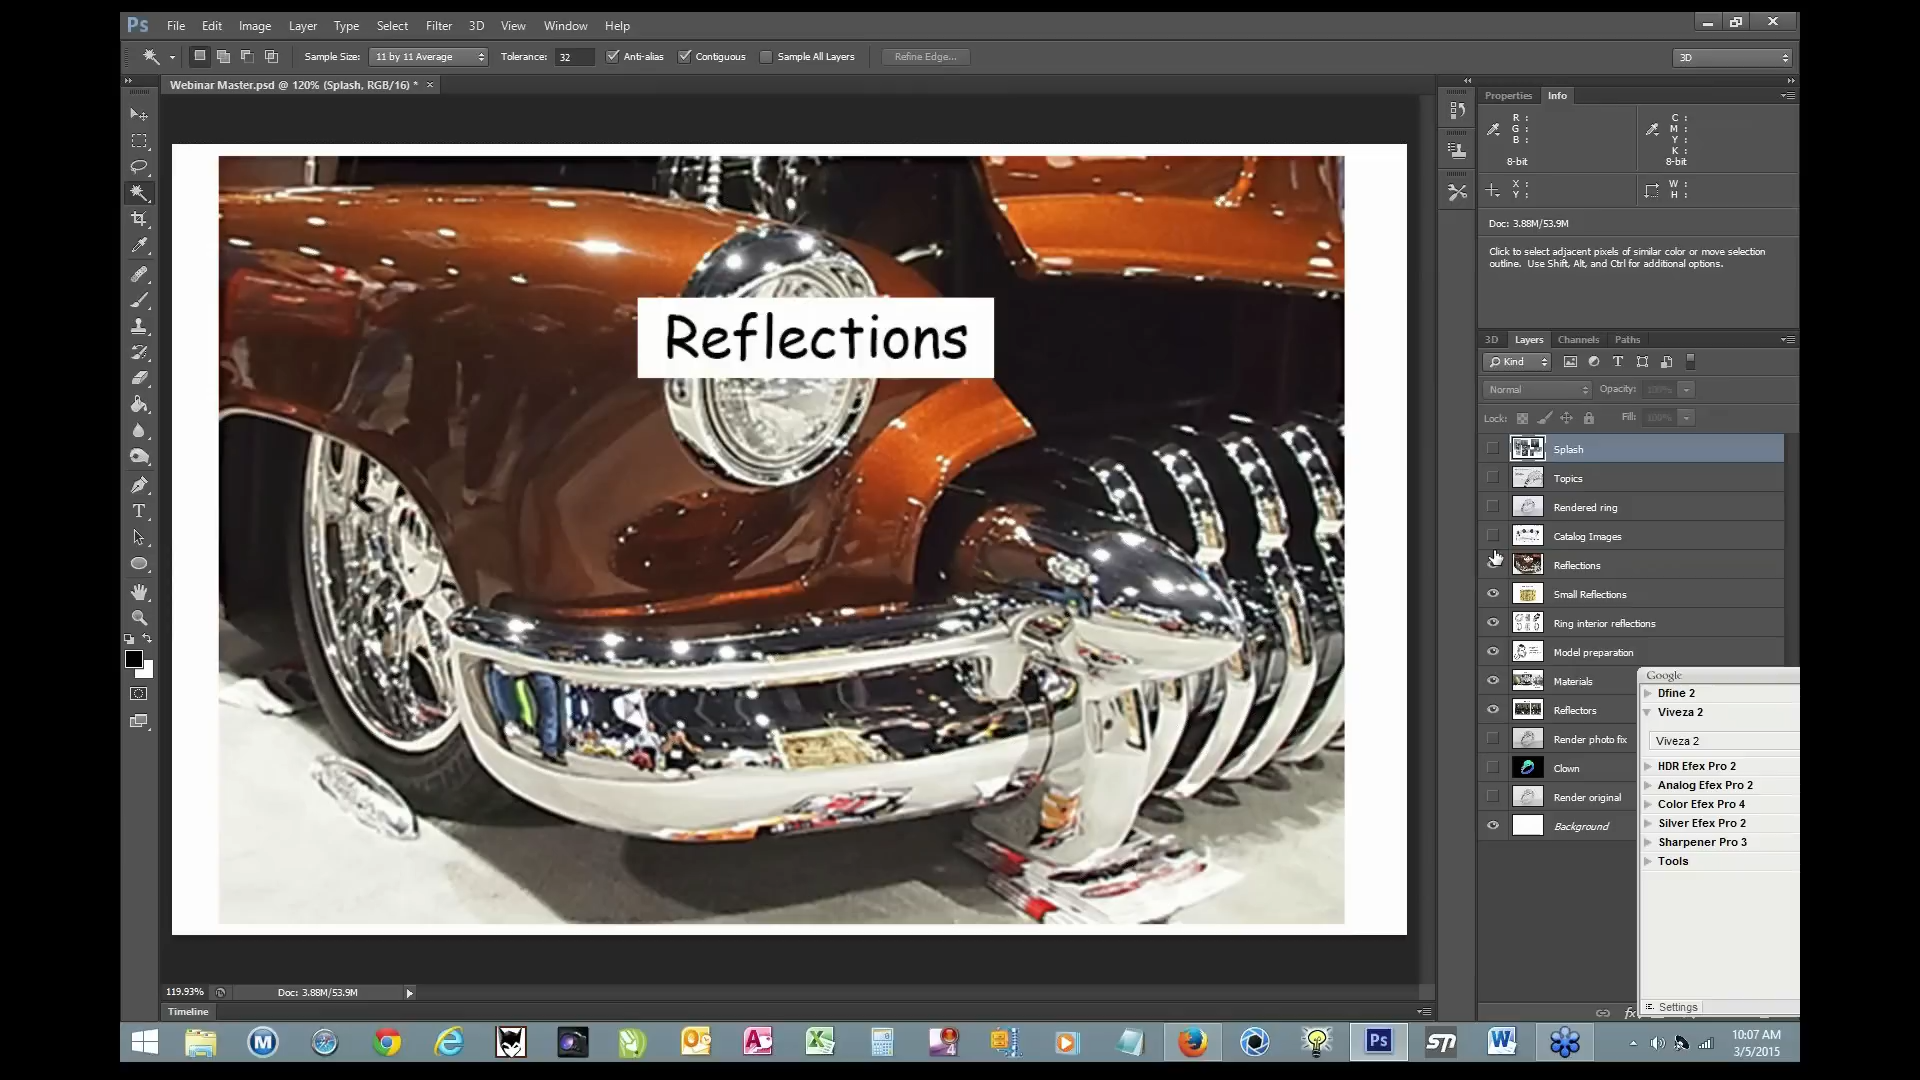 Ps File Edit Image Layer Type Select Filter 3D View Window Help
Sample Size: 11 by 11 Average Tolerance: 32 Anti-alias Contiguous Sample All Layers Refine Edge... 3D
Webinar Master.psd @ 120% (Splash, RGB/16) * ×
Properties Info
R : C :
G : M :
B : Y :
K :
8-bit 8-bit
X : W :
Y : H :
Doc: 3.88M/53.9M
Click to select adjacent pixels of similar color or move selection
outline. Use Shift, Alt, and Ctrl for additional options.
Reflections
3D Layers Channels Paths
Kind
Normal Opacity: 100%
Lock: Fill: 100%
Splash
Topics
Rendered ring
Catalog Images
Reflections
Small Reflections
Ring interior reflections
Model preparation
Materials
Reflectors
Render photo fix
Clown
Render original
Background
Google
Dfine 2
Viveza 2
Viveza 2
HDR Efex Pro 2
Analog Efex Pro 2
Color Efex Pro 4
Silver Efex Pro 2
Sharpener Pro 3
Tools
Settings
119.93% Doc: 3.88M/53.9M
Timeline
10:07 AM
3/5/2015